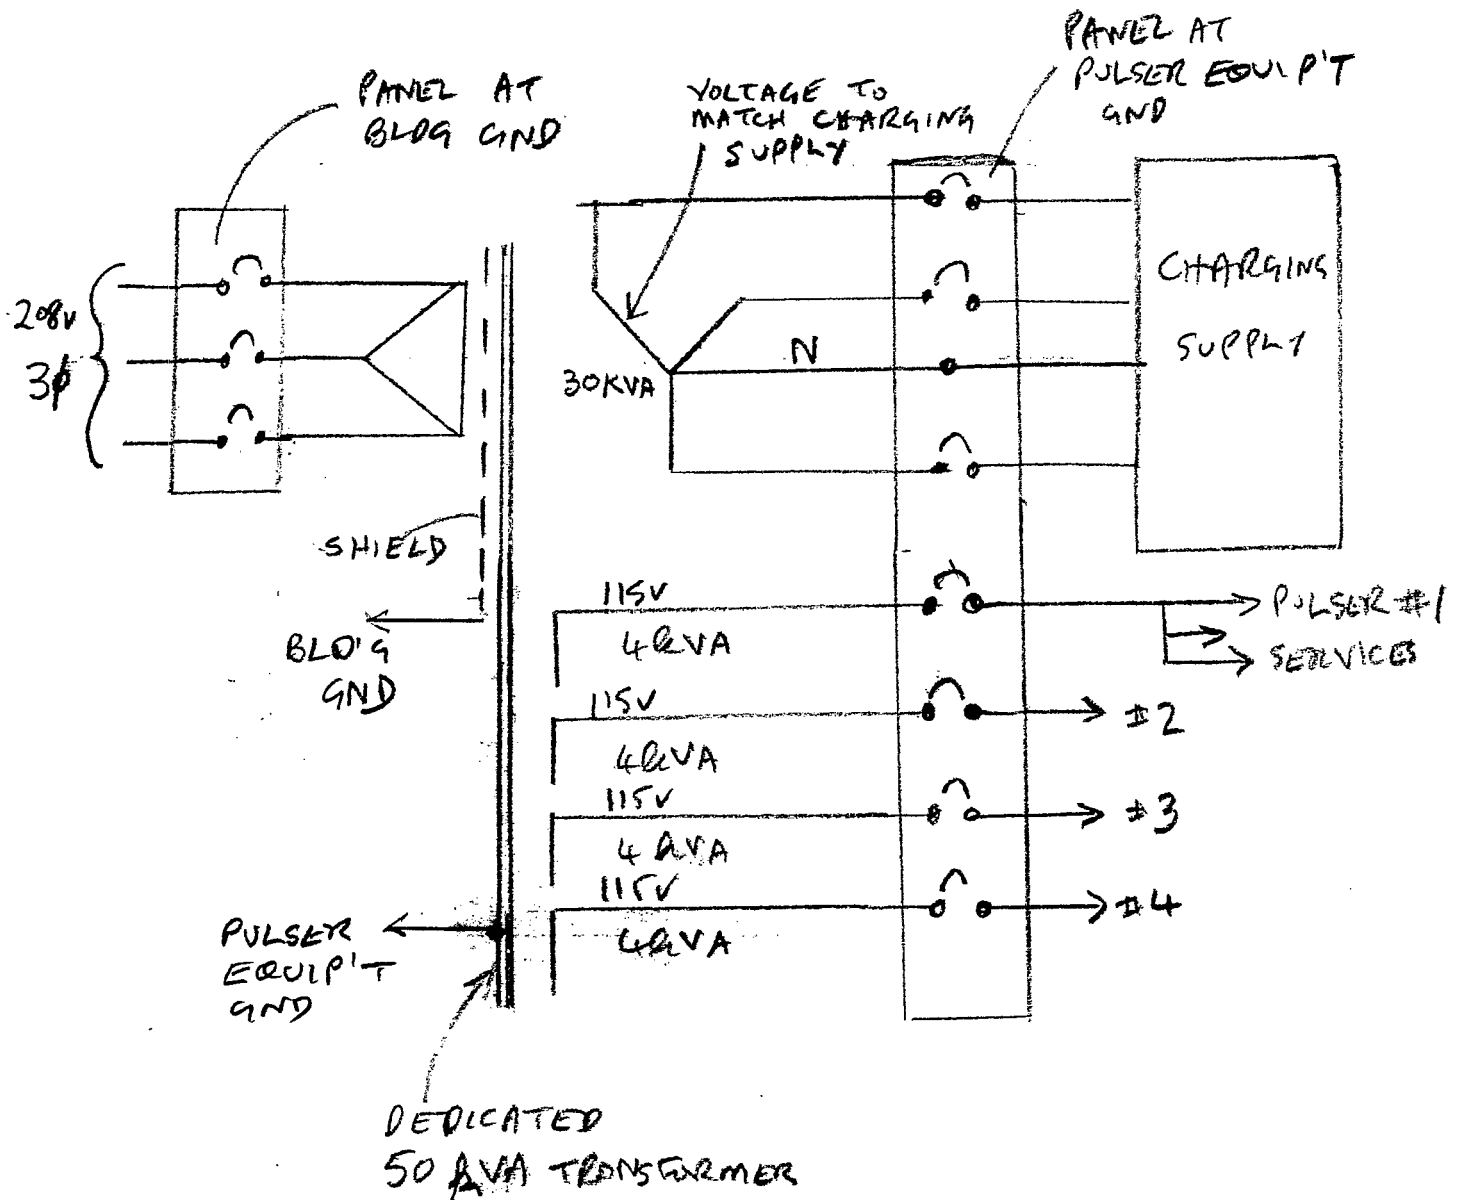 PANEL AT
BLDG GND
VOLTAGE TO
MATCH CHARGING
SUPPLY
PANEL AT
PULSER EQUIP'T
GND
208V
3ϕ
30KVA
N
CHARGING
SUPPLY
SHIELD
BLD'G
GND
115V
4kVA
PULSER #1
SERVICES
115V
4kVA
#2
115V
4kVA
#3
115V
4kVA
#4
PULSER
EQUIP'T
GND
DEDICATED
50 kVA TRANSFORMER